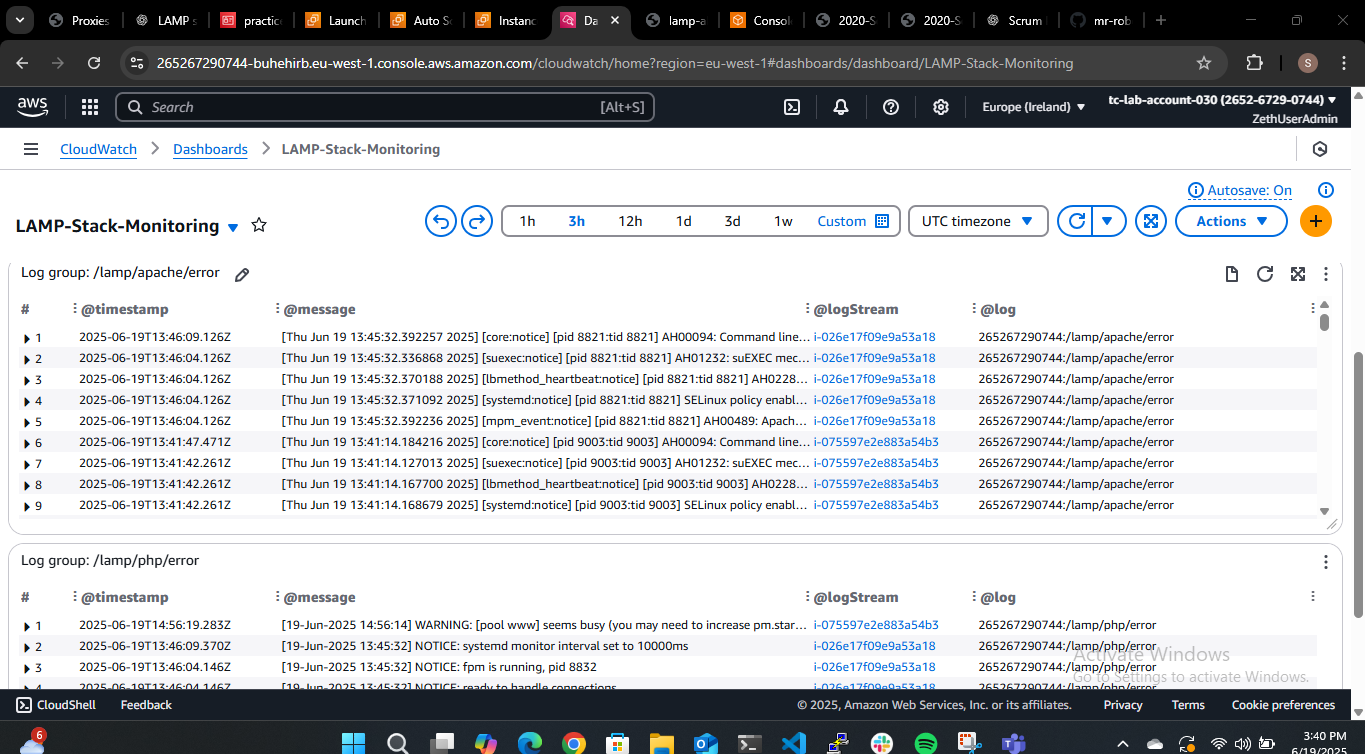 Proxies
LAMP s
practice
Launch
Auto Sc
Instanc
Da
lamp-a
Consol
2020-S
2020-S
Scrum
mr-rob
265267290744-buhehirb.eu-west-1.console.aws.amazon.com/cloudwatch/home?region=eu-west-1#dashboards/dashboard/LAMP-Stack-Monitoring
S
aws
Search
[Alt+S]
Europe (Ireland)
tc-lab-account-030 (2652-6729-0744)
ZethUserAdmin
CloudWatch
Dashboards
LAMP-Stack-Monitoring
Autosave: On
LAMP-Stack-Monitoring
1h 3h 12h 1d 3d 1w Custom
UTC timezone
Actions
Log group: /lamp/apache/error
# @timestamp @message @logStream @log
1 2025-06-19T13:46:09.126Z [Thu Jun 19 13:45:32.392257 2025] [core:notice] [pid 8821:tid 8821] AH00094: Command line... i-026e17f09e9a53a18 265267290744:/lamp/apache/error
2 2025-06-19T13:46:04.126Z [Thu Jun 19 13:45:32.336868 2025] [suexec:notice] [pid 8821:tid 8821] AH01232: suEXEC mec... i-026e17f09e9a53a18 265267290744:/lamp/apache/error
3 2025-06-19T13:46:04.126Z [Thu Jun 19 13:45:32.370188 2025] [lbmethod_heartbeat:notice] [pid 8821:tid 8821] AH0228... i-026e17f09e9a53a18 265267290744:/lamp/apache/error
4 2025-06-19T13:46:04.126Z [Thu Jun 19 13:45:32.371092 2025] [systemd:notice] [pid 8821:tid 8821] SELinux policy enabl... i-026e17f09e9a53a18 265267290744:/lamp/apache/error
5 2025-06-19T13:46:04.126Z [Thu Jun 19 13:45:32.392236 2025] [mpm_event:notice] [pid 8821:tid 8821] AH00489: Apach... i-026e17f09e9a53a18 265267290744:/lamp/apache/error
6 2025-06-19T13:41:47.471Z [Thu Jun 19 13:41:14.184216 2025] [core:notice] [pid 9003:tid 9003] AH00094: Command line... i-075597e2e883a54b3 265267290744:/lamp/apache/error
7 2025-06-19T13:41:42.261Z [Thu Jun 19 13:41:14.127013 2025] [suexec:notice] [pid 9003:tid 9003] AH01232: suEXEC mec... i-075597e2e883a54b3 265267290744:/lamp/apache/error
8 2025-06-19T13:41:42.261Z [Thu Jun 19 13:41:14.167700 2025] [lbmethod_heartbeat:notice] [pid 9003:tid 9003] AH0228... i-075597e2e883a54b3 265267290744:/lamp/apache/error
9 2025-06-19T13:41:42.261Z [Thu Jun 19 13:41:14.168679 2025] [systemd:notice] [pid 9003:tid 9003] SELinux policy enabl... i-075597e2e883a54b3 265267290744:/lamp/apache/error
Log group: /lamp/php/error
# @timestamp @message @logStream @log
1 2025-06-19T14:56:19.283Z [19-Jun-2025 14:56:14] WARNING: [pool www] seems busy (you may need to increase pm.star... i-075597e2e883a54b3 265267290744:/lamp/php/error
2 2025-06-19T13:46:09.370Z [19-Jun-2025 13:45:32] NOTICE: systemd monitor interval set to 10000ms i-026e17f09e9a53a18 265267290744:/lamp/php/error
3 2025-06-19T13:46:04.146Z [19-Jun-2025 13:45:32] NOTICE: fpm is running, pid 8832 i-026e17f09e9a53a18 265267290744:/lamp/php/error
4 2025-06-19T13:46:04.146Z [19-Jun-2025 13:45:32] NOTICE: ready to handle connections i-026e17f09e9a53a18 265267290744:/lamp/php/error
Activate Windows
Go to Settings to activate Windows.
CloudShell
Feedback
© 2025, Amazon Web Services, Inc. or its affiliates.
Privacy
Terms
Cookie preferences
6
3:40 PM
6/19/2025